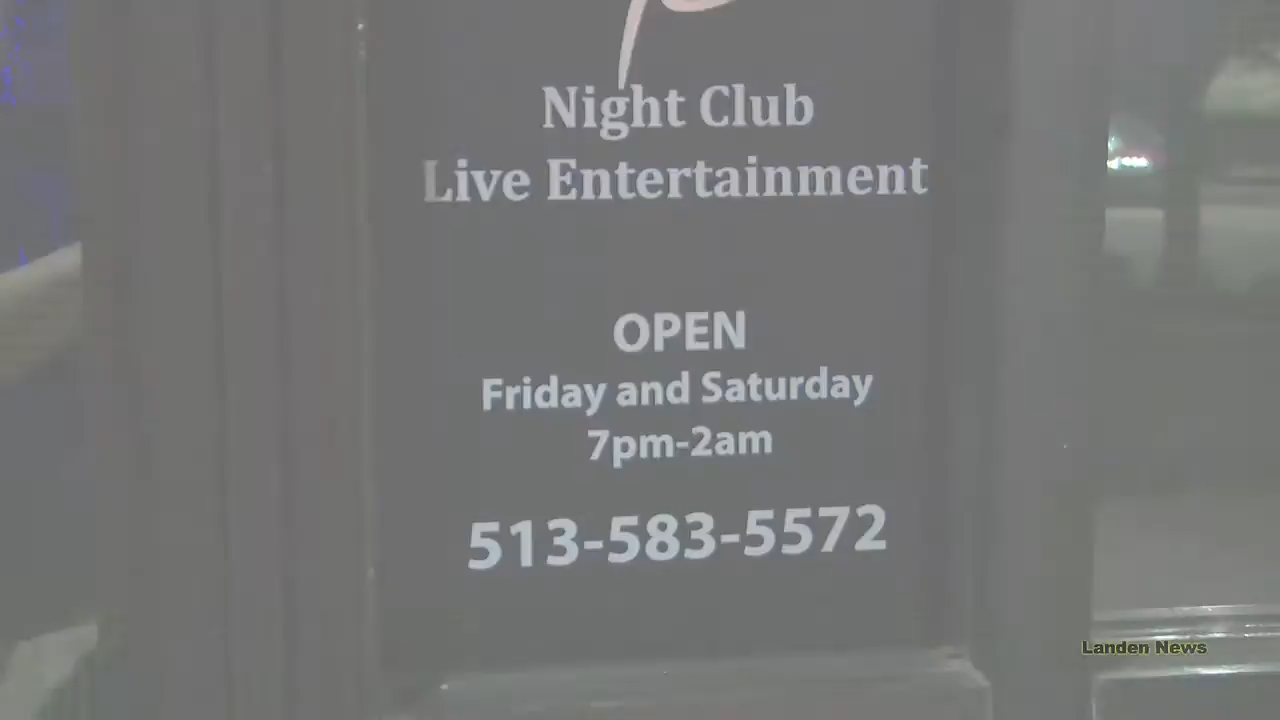 Night Club
Live Entertainment
OPEN
Friday and Saturday
7pm-2am
513-583-5572
Landen News